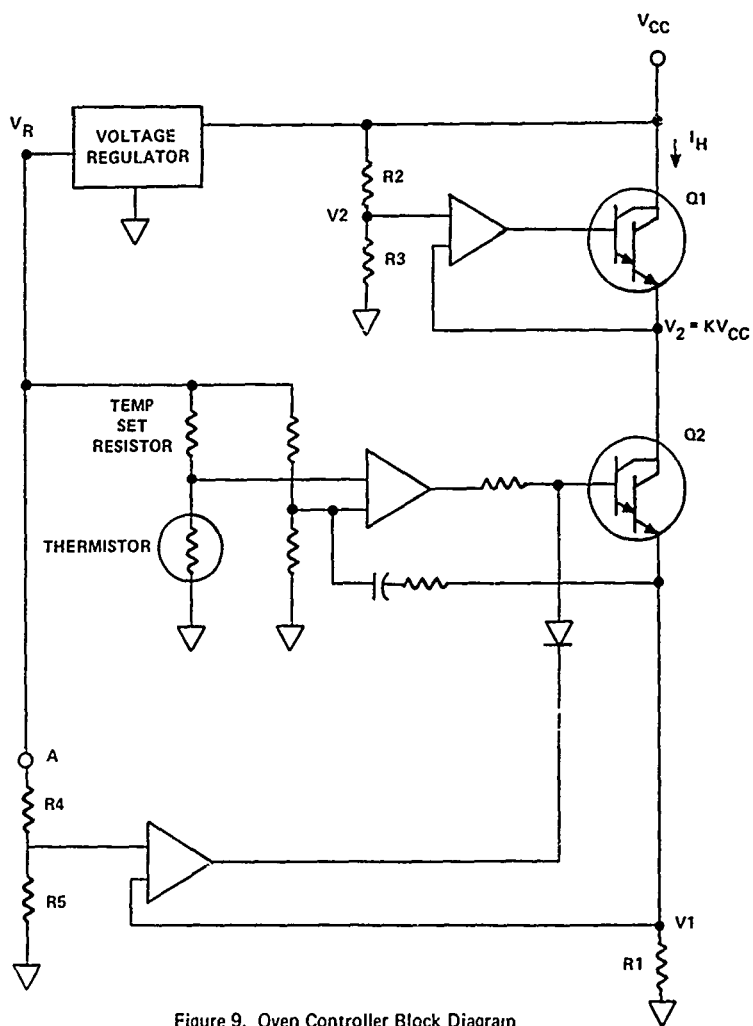 VCC
VR
VOLTAGE
REGULATOR
IH
R2
Q1
V2
R3
V2 = KVCC
TEMP
SET
RESISTOR
Q2
THERMISTOR
A
R4
R5
V1
R1
Figure 9. Oven Controller Block Diagram